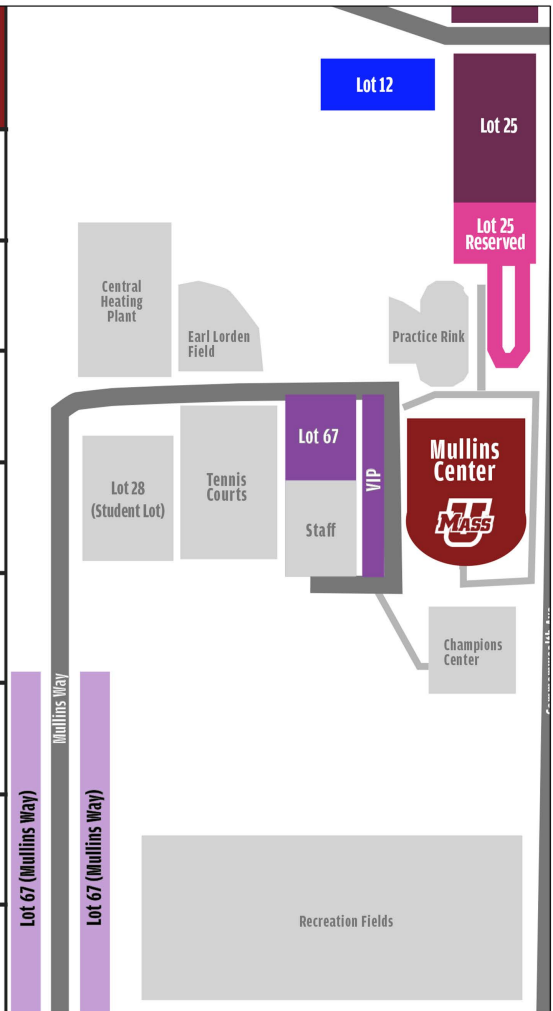 Lot 12
Lot 25
Lot 25
Reserved
Central
Heating
Plant
Earl Lorden
Field
Practice Rink
Lot 67
VIP
Mullins
Center
U
MASS
Lot 28
(Student Lot)
Tennis
Courts
Staff
Champions
Center
Mullins Way
Lot 67 (Mullins Way)
Lot 67 (Mullins Way)
Recreation Fields